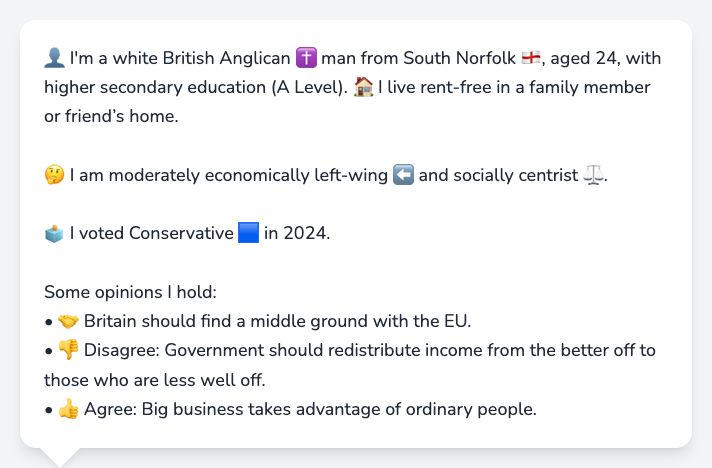 👤 I'm a white British Anglican ✝️ man from South Norfolk 🏴󠁧󠁢󠁥󠁮󠁧󠁿, aged 24, with
higher secondary education (A Level). 🏠 I live rent-free in a family member
or friend’s home.
🤔 I am moderately economically left-wing ⬅️ and socially centrist ⚖️.
🗳️ I voted Conservative 🟦 in 2024.
Some opinions I hold:
• 🤝 Britain should find a middle ground with the EU.
• 👎 Disagree: Government should redistribute income from the better off to
those who are less well off.
• 👍 Agree: Big business takes advantage of ordinary people.